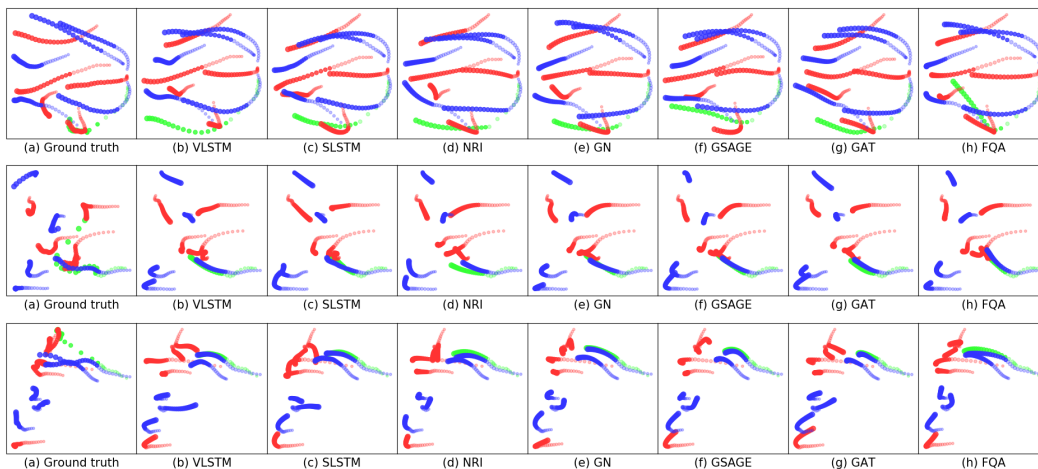 (a) Ground truth (b) VLSTM (c) SLSTM (d) NRI (e) GN (f) GSAGE (g) GAT (h) FQA
(a) Ground truth (b) VLSTM (c) SLSTM (d) NRI (e) GN (f) GSAGE (g) GAT (h) FQA
(a) Ground truth (b) VLSTM (c) SLSTM (d) NRI (e) GN (f) GSAGE (g) GAT (h) FQA